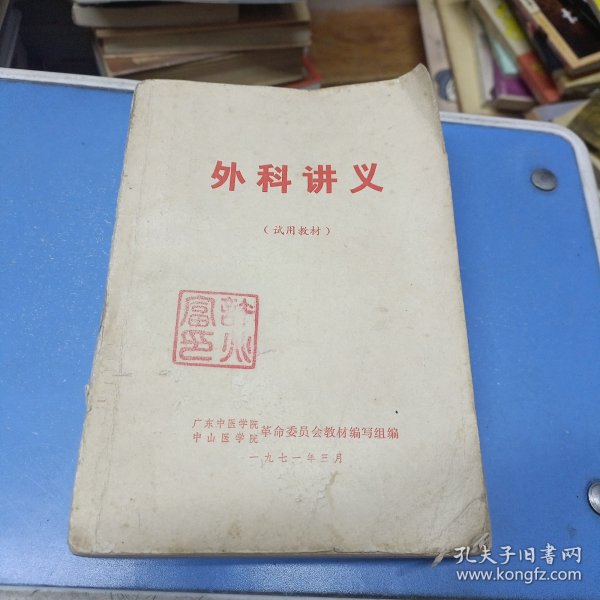 外科讲义
（试用教材）
广东中医学院
中山医学院
革命委员会教材编写组编
一九七一年三月
孔夫子旧书网
www.kongfz.com